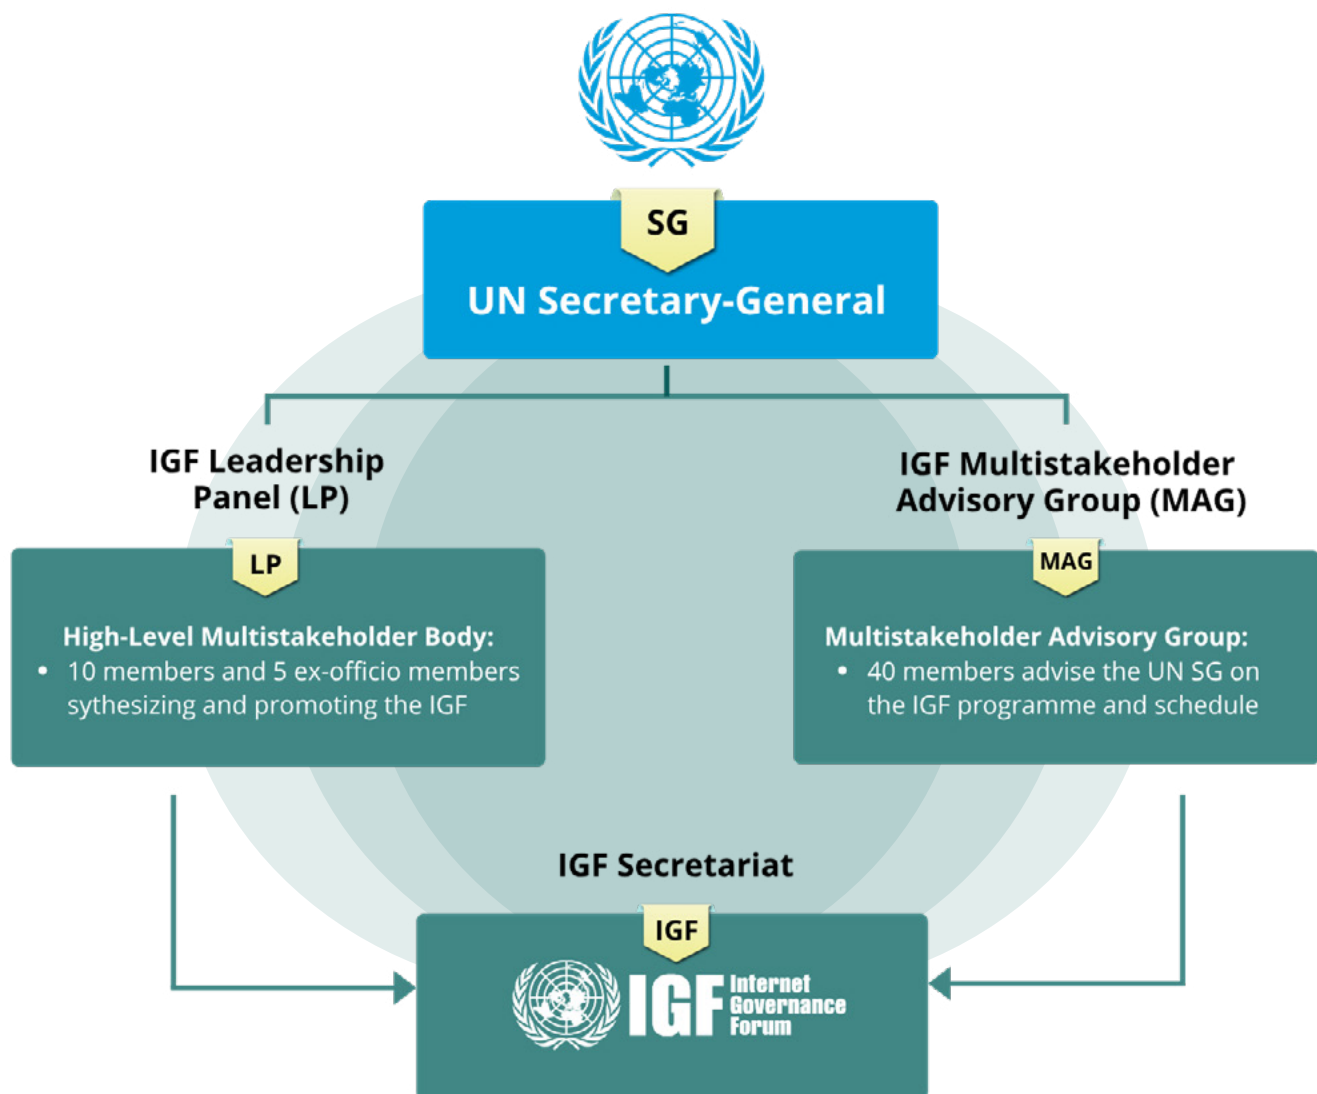 SG
UN Secretary-General
IGF Leadership
Panel (LP)
LP
High-Level Multistakeholder Body:
• 10 members and 5 ex-officio members
sythesizing and promoting the IGF
IGF Multistakeholder
Advisory Group (MAG)
MAG
Multistakeholder Advisory Group:
• 40 members advise the UN SG on
the IGF programme and schedule
IGF Secretariat
IGF
IGF
Internet
Governance
Forum